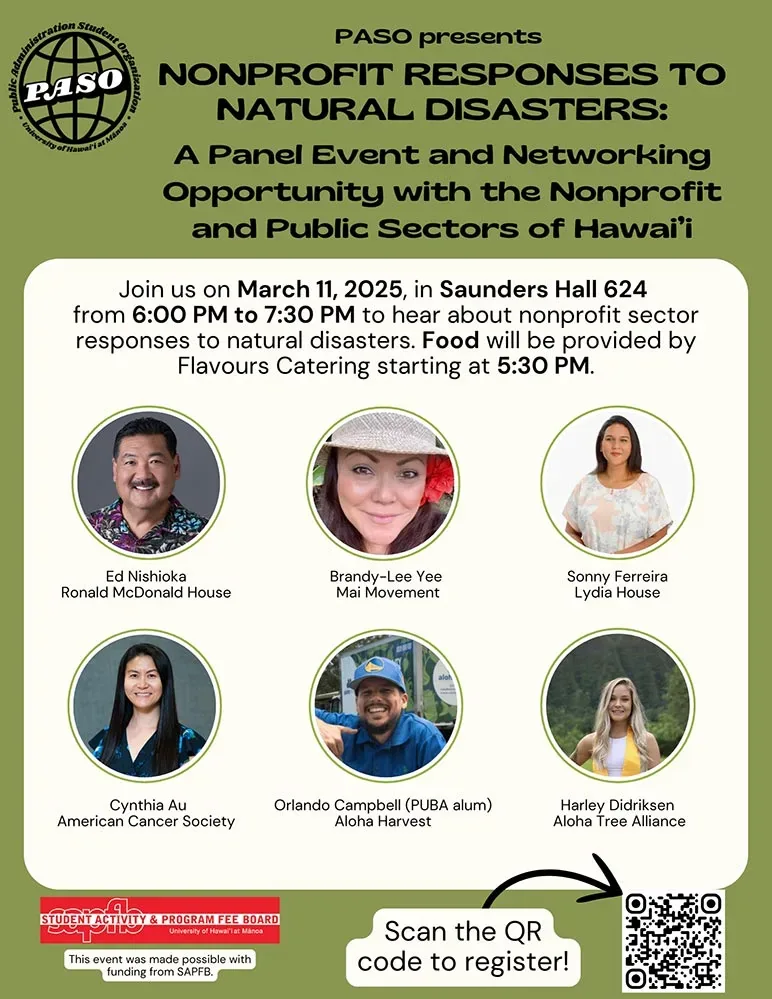 Public Administration Student Organization
PASO
University of Hawai'i at Mānoa
PASO presents
NONPROFIT RESPONSES TO
NATURAL DISASTERS:
A Panel Event and Networking
Opportunity with the Nonprofit
and Public Sectors of Hawai'i
Join us on March 11, 2025, in Saunders Hall 624
from 6:00 PM to 7:30 PM to hear about nonprofit sector
responses to natural disasters. Food will be provided by
Flavours Catering starting at 5:30 PM.
Ed Nishioka
Ronald McDonald House
Brandy-Lee Yee
Mai Movement
Sonny Ferreira
Lydia House
Cynthia Au
American Cancer Society
aloha
Orlando Campbell (PUBA alum)
Aloha Harvest
Harley Didriksen
Aloha Tree Alliance
sapfb
STUDENT ACTIVITY & PROGRAM FEE BOARD
University of Hawai'i at Mānoa
This event was made possible with
funding from SAPFB.
Scan the QR
code to register!